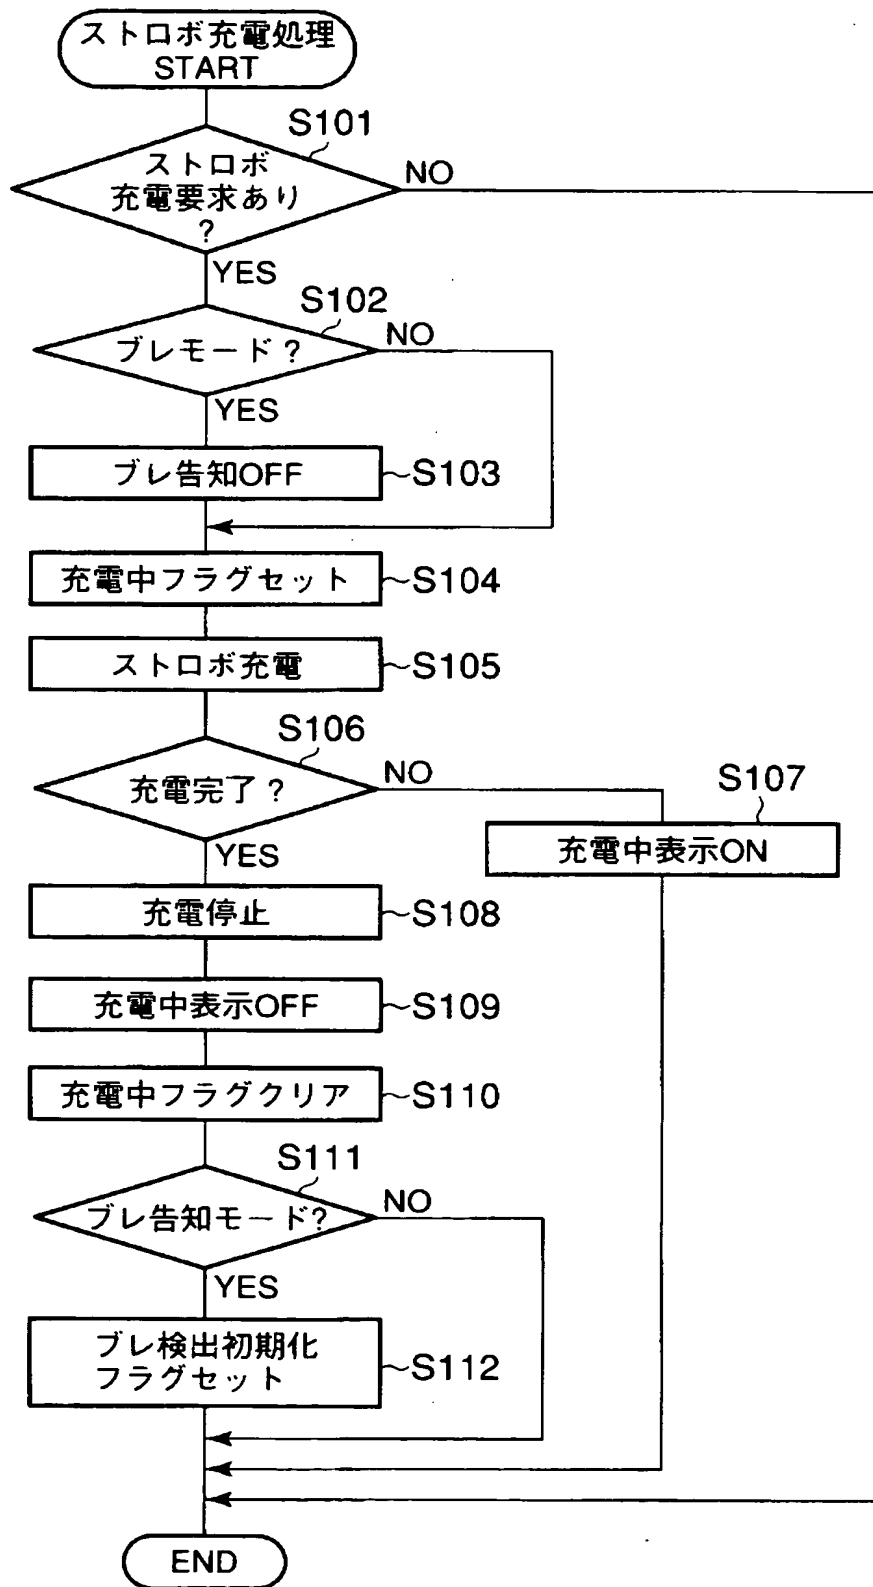 ストロボ充電処理
START
S101
ストロボ
充電要求あり
?
NO
YES
S102
ブレモード?
NO
YES
ブレ告知OFF
S103
充電中フラグセット
S104
ストロボ充電
S105
S106
充電完了?
NO
YES
S107
充電中表示ON
充電停止
S108
充電中表示OFF
S109
充電中フラグクリア
S110
S111
ブレ告知モード?
NO
YES
ブレ検出初期化
フラグセット
S112
END